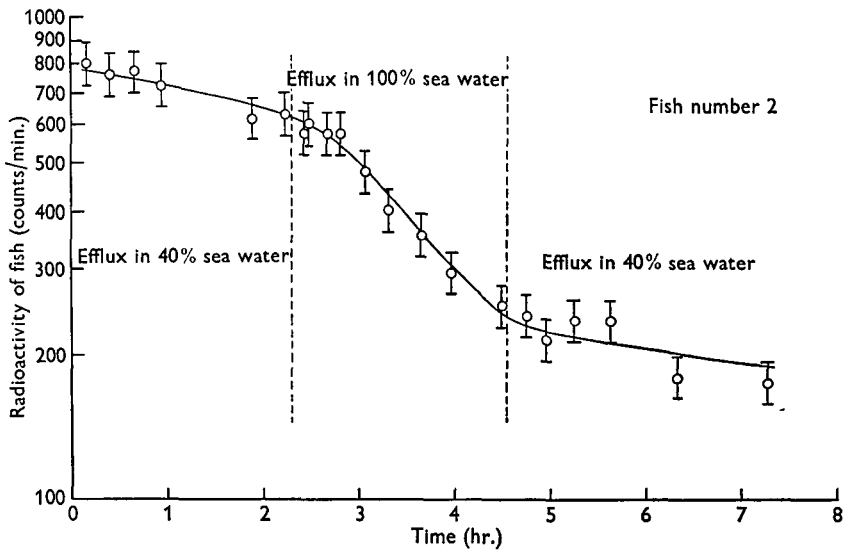 1000
900
800
700
600
500
400
300
200
100
Radioactivity of fish (counts/min.)
Efflux in 100% sea water
Fish number 2
Efflux in 40% sea water
Efflux in 40% sea water
0 1 2 3 4 5 6 7 8
Time (hr.)